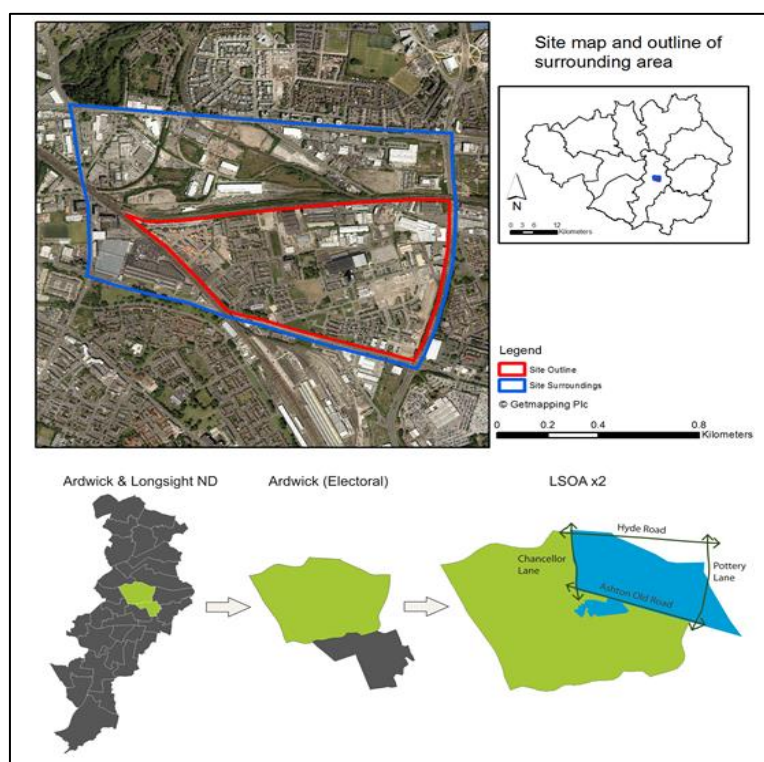 Site map and outline of
surrounding area
N
0 3 6 12
Kilometers
Legend
Site Outline
Site Surroundings
© Getmapping Plc
0 0.4 0.8
Kilometers
Ardwick & Longsight ND
Ardwick (Electoral)
LSOA x2
Hyde Road
Chancellor
Lane
Pottery
Lane
Ashton Old Road